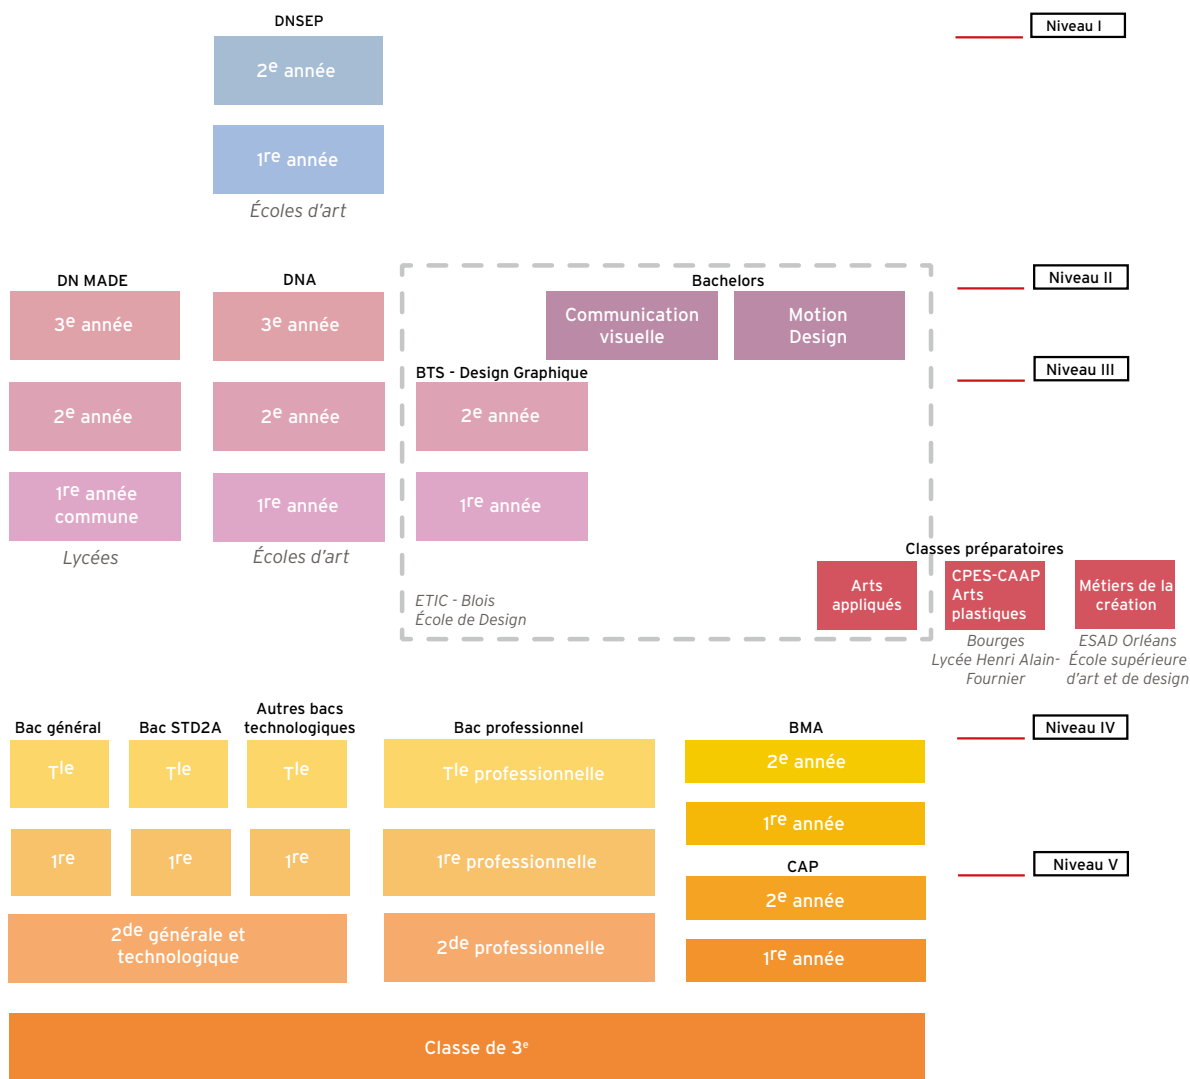 DNSEP
Niveau I
2e année
1re année
Écoles d'art
DN MADE
DNA
Bachelors
Niveau II
3e année
3e année
Communication
visuelle
Motion
Design
BTS - Design Graphique
Niveau III
2e année
2e année
2e année
1re année
commune
1re année
1re année
Lycées
Écoles d'art
Classes préparatoires
ETIC - Blois
École de Design
Arts
appliqués
CPES-CAAP
Arts
plastiques
Métiers de la
création
Bourges
Lycée Henri Alain-
Fournier
ESAD Orléans
École supérieure
d'art et de design
Bac général
Bac STD2A
Autres bacs
technologiques
Bac professionnel
BMA
Niveau IV
Tle
Tle
Tle
Tle professionnelle
2e année
1re
1re
1re
1re professionnelle
1re année
CAP
Niveau V
2e année
2de générale et
technologique
2de professionnelle
1re année
Classe de 3e